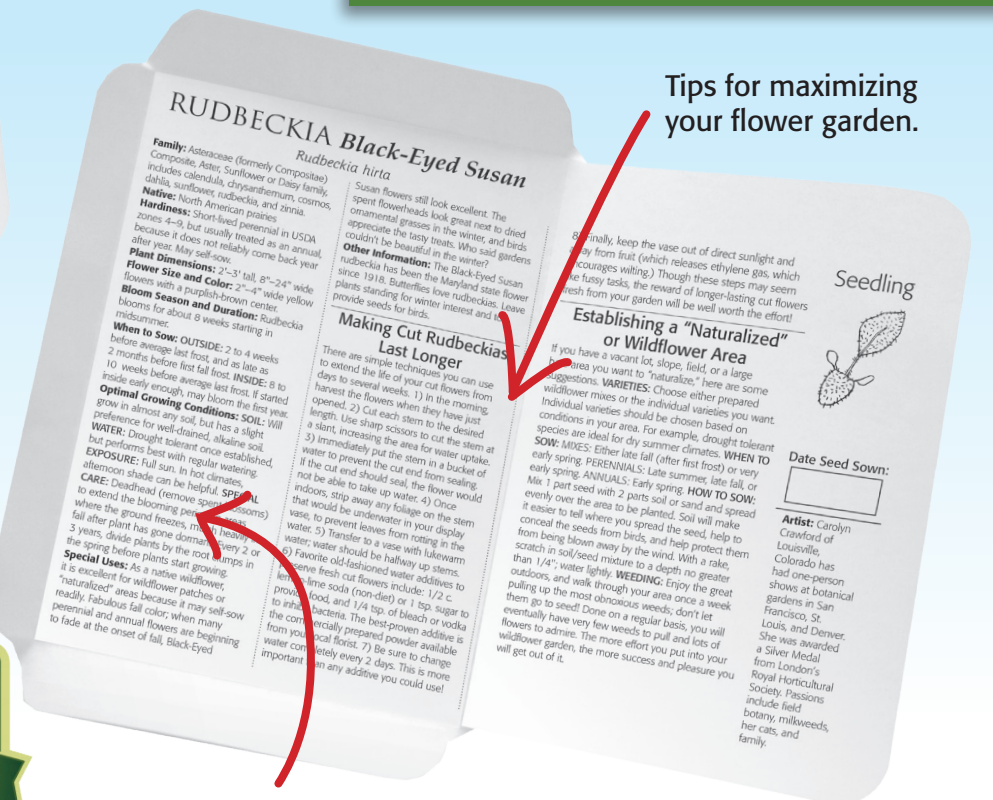 Tips for maximizing
your flower garden.
RUDBECKIA Black-Eyed Susan
Rudbeckia hirta
Family: Asteraceae (formerly Compositae)
Composite, Aster, Sunflower or Daisy family,
includes calendula, chrysanthemum, cosmos,
dahlia, sunflower, rudbeckia, and zinnia.
Native: North American prairies
Hardiness: Short-lived perennial in USDA
zones 4–9, but usually treated as an annual,
because it does not reliably come back year
after year. May self-sow.
Plant Dimensions: 2'–3' tall, 8"–24" wide
Flower Size and Color: 2"–4" wide yellow
flowers with a purplish-brown center.
Bloom Season and Duration: Rudbeckia
blooms for about 8 weeks starting in
midsummer.
When to Sow: OUTSIDE: 2 to 4 weeks
before average last frost, and as late as
2 months before first fall frost. INSIDE: 8 to
10 weeks before average last frost. If started
inside early enough, may bloom the first year.
Optimal Growing Conditions: SOIL: Will
grow in almost any soil, but has a slight
preference for well-drained, alkaline soil.
WATER: Drought tolerant once established,
but performs best with regular watering.
EXPOSURE: Full sun. In hot climates,
afternoon shade can be helpful. SPECIAL
CARE: Deadhead (remove spent blossoms)
to extend the blooming areas
where the ground freezes, mulch heavily in
fall after plant has gone dormant. Every 2 or
3 years, divide plants by the root clumps in
the spring before plants start growing.
Special Uses: As a native wildflower,
it is excellent for wildflower patches or
"naturalized" areas because it may self-sow
readily. Fabulous fall color; when many
perennial and annual flowers are beginning
to fade at the onset of fall, Black-Eyed
Susan flowers still look excellent. The
spent flowerheads look great next to dried
ornamental grasses in the winter, and birds
appreciate the tasty treats. Who said gardens
couldn't be beautiful in the winter?
Other Information: The Black-Eyed Susan
rudbeckia has been the Maryland state flower
since 1918. Butterflies love rudbeckias. Leave
plants standing for winter interest and to
provide seeds for birds.
Making Cut Rudbeckias
Last Longer
There are simple techniques you can use
to extend the life of your cut flowers from
days to several weeks. 1) In the morning,
harvest the flowers when they have just
opened. 2) Cut each stem to the desired
length. Use sharp scissors to cut the stem at
a slant, increasing the area for water uptake.
3) Immediately put the stem in a bucket of
water to prevent the cut end from sealing.
If the cut end should seal, the flower would
not be able to take up water. 4) Once
indoors, strip away any foliage on the stem
that would be underwater in your display
vase, to prevent leaves from rotting in the
water. 5) Transfer to a vase with lukewarm
water; water should be halfway up stems.
6) Favorite old-fashioned water additives to
preserve fresh cut flowers include: 1/2 c.
lemon-lime soda (non-diet) or 1 tsp. sugar to
provide food, and 1/4 tsp. of bleach or vodka
to inhibit bacteria. The best-proven additive is
the commercially prepared powder available
from your local florist. 7) Be sure to change
water completely every 2 days. This is more
important than any additive you could use!
8) Finally, keep the vase out of direct sunlight and
away from fruit (which releases ethylene gas, which
encourages wilting.) Though these steps may seem
like fussy tasks, the reward of longer-lasting cut flowers
fresh from your garden will be well worth the effort!
Establishing a "Naturalized"
or Wildflower Area
If you have a vacant lot, slope, field, or a large
area you want to "naturalize," here are some
suggestions. VARIETIES: Choose either prepared
wildflower mixes or the individual varieties you want.
Individual varieties should be chosen based on
conditions in your area. For example, drought tolerant
species are ideal for dry summer climates. WHEN TO
SOW: MIXES: Either late fall (after first frost) or very
early spring. PERENNIALS: Late summer, late fall, or
early spring. ANNUALS: Early spring. HOW TO SOW:
Mix 1 part seed with 2 parts soil or sand and spread
evenly over the area to be planted. Soil will make
it easier to tell where you spread the seed, help to
conceal the seeds from birds, and help protect them
from being blown away by the wind. With a rake,
scratch in soil/seed mixture to a depth no greater
than 1/4"; water lightly. WEEDING: Enjoy the great
outdoors, and walk through your area once a week
pulling up the most obnoxious weeds; don't let
them go to seed! Done on a regular basis, you will
eventually have very few weeds to pull and lots of
flowers to admire. The more effort you put into your
wildflower garden, the more success and pleasure you
will get out of it.
Seedling
Date Seed Sown:
Artist: Carolyn
Crawford of
Louisville,
Colorado has
had one-person
shows at botanical
gardens in San
Francisco, St.
Louis, and Denver.
She was awarded
a Silver Medal
from London's
Royal Horticultural
Society. Passions
include field
botany, milkweeds,
her cats, and
family.